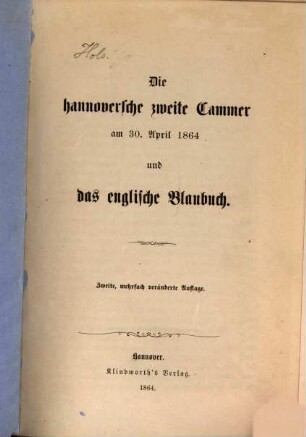 Die
hannoversche zweite Cammer
am 30. April 1864
und
das englische Blaubuch.
Zweite, mehrfach veränderte Auflage.
Hannover.
Klindworth's Verlag.
1864.